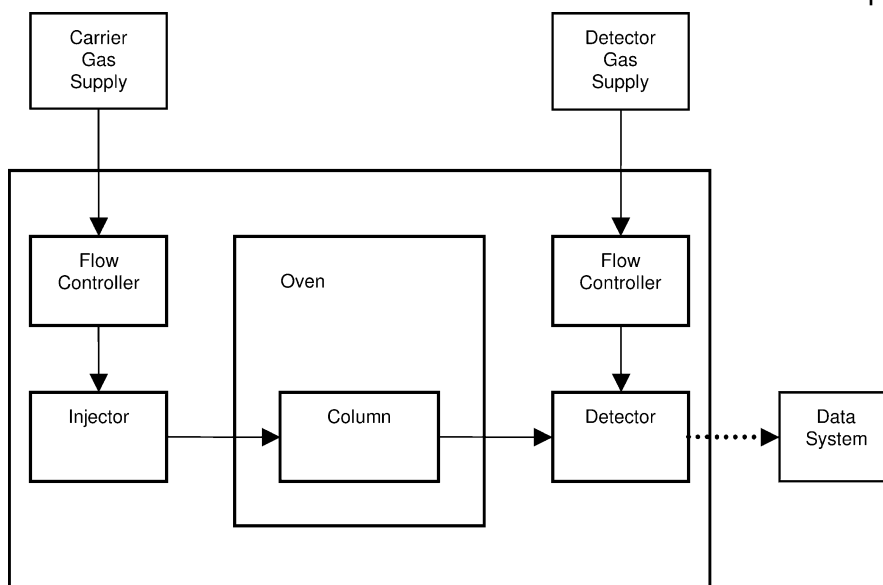 Carrier
Gas
Supply
Detector
Gas
Supply
Flow
Controller
Oven
Flow
Controller
Injector
Column
Detector
Data
System